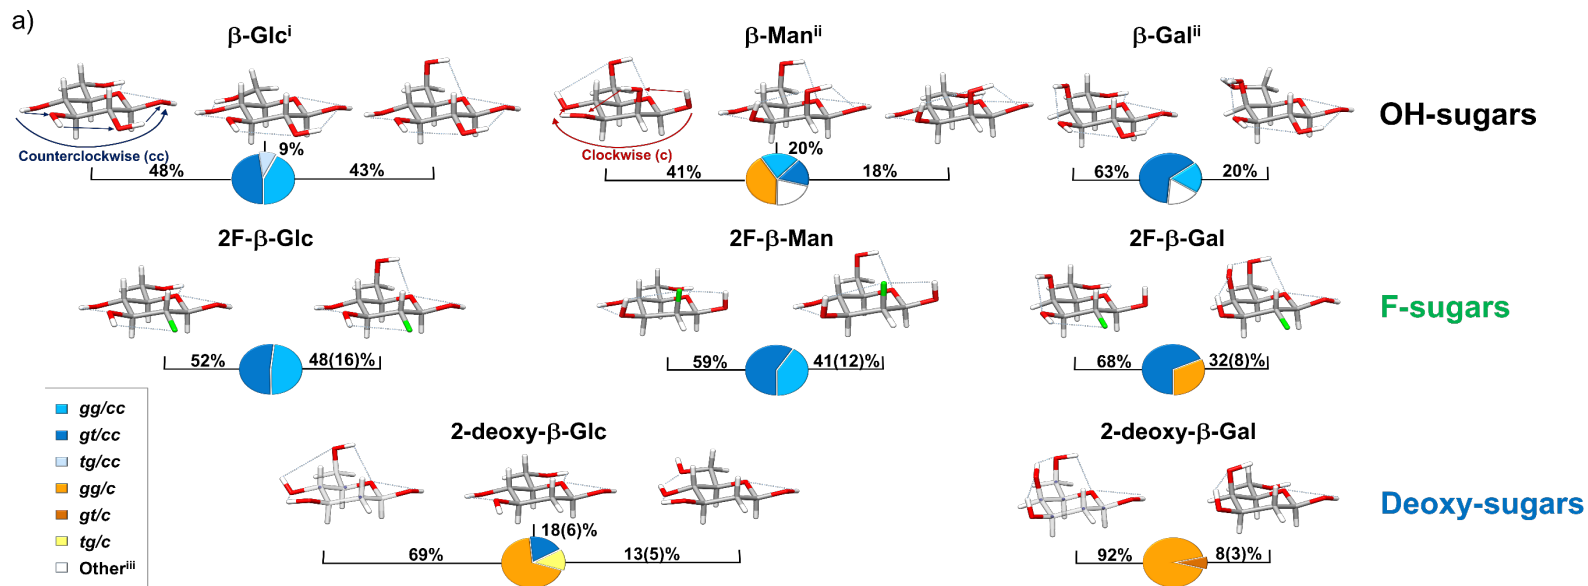 a)
β-Glcⁱ
β-Manⁱⁱ
β-Galⁱⁱ
OH-sugars
Counterclockwise (cc)
Clockwise (c)
48%
9%
43%
41%
20%
18%
63%
20%
2F-β-Glc
2F-β-Man
2F-β-Gal
F-sugars
52%
48(16)%
59%
41(12)%
68%
32(8)%
gg/cc
gt/cc
tg/cc
gg/c
gt/c
tg/c
Otherⁱⁱⁱ
2-deoxy-β-Glc
2-deoxy-β-Gal
Deoxy-sugars
69%
18(6)%
13(5)%
92%
8(3)%